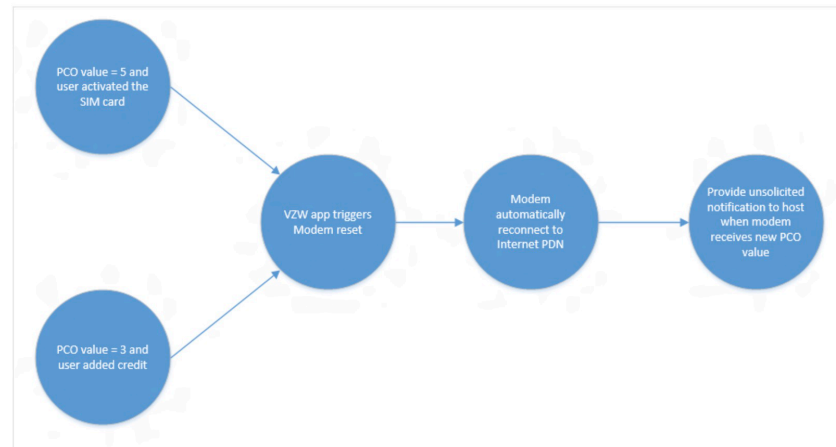 PCO value = 5 and
user activated the
SIM card
VZW app triggers
Modem reset
Modem
automatically
reconnect to
Internet PDN
Provide unsolicited
notification to host
when modem
receives new PCO
value
PCO value = 3 and
user added credit